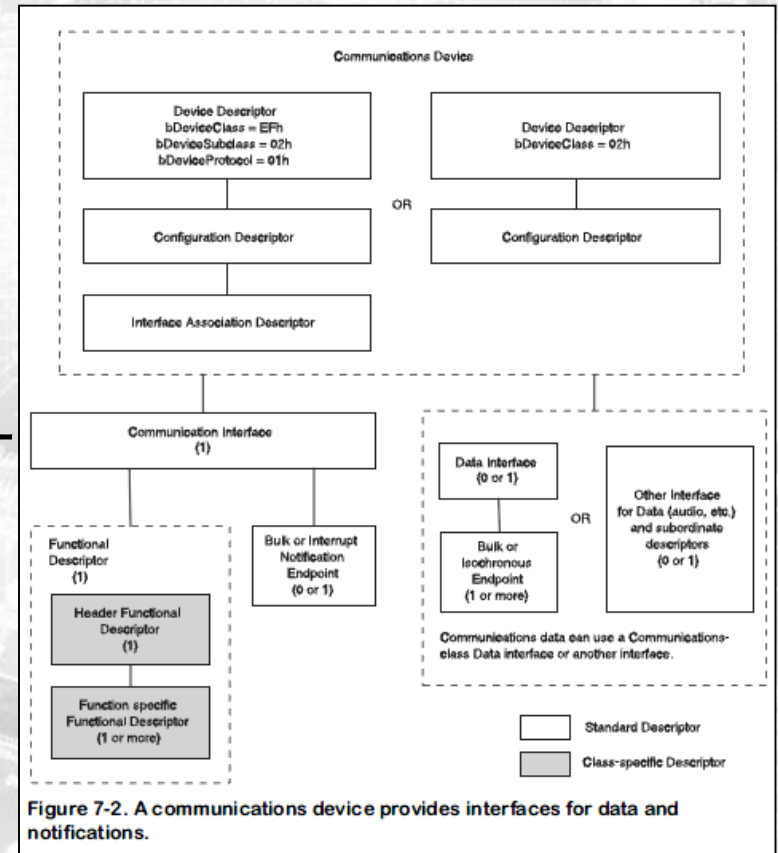 Communications Device
Device Descriptor
bDeviceClass = EFh
bDeviceSubclass = 02h
bDeviceProtocol = 01h
Device Descriptor
bDeviceClass = 02h
OR
Configuration Descriptor
Configuration Descriptor
Interface Association Descriptor
Communication Interface
(1)
Functional
Descriptor
(1)
Header Functional
Descriptor
(1)
Function specific
Functional Descriptor
(1 or more)
Bulk or Interrupt
Notification
Endpoint
(0 or 1)
Data Interface
(0 or 1)
Bulk or
Isochronous
Endpoint
(1 or more)
OR
Other Interface
for Data (audio, etc.)
and subordinate
descriptors
(0 or 1)
Communications data can use a Communications-
class Data interface or another interface.
Standard Descriptor
Class-specific Descriptor
Figure 7-2. A communications device provides interfaces for data and
notifications.